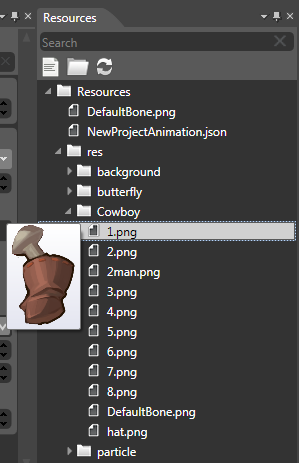 Resources
Search
Resources
DefaultBone.png
NewProjectAnimation.json
res
background
butterfly
Cowboy
1.png
2.png
2man.png
3.png
4.png
5.png
6.png
7.png
8.png
DefaultBone.png
hat.png
particle